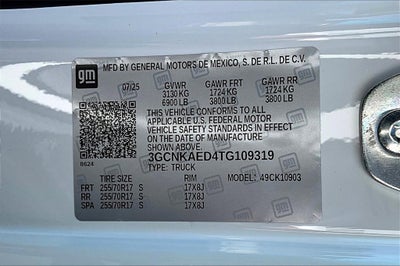 gm
MFD BY GENERAL MOTORS DE MEXICO, S. DE R.L. DE C.V.
07/25 GVWR GAWR FRT GAWR RR
3130 KG 1724 KG 1724 KG
6900 LB 3800 LB 3800 LB
THIS VEHICLE CONFORMS TO ALL
APPLICABLE U.S. FEDERAL MOTOR
VEHICLE SAFETY STANDARDS IN EFFECT
ON THE DATE OF MANUFACTURE
SHOWN ABOVE.
3GCNKAED4TG109319
8624 TYPE: TRUCK MODEL: 49CK10903
TIRE SIZE RIM
FRT 255/70R17 S 17X8J
RR 255/70R17 S 17X8J
SPA 255/70R17 S 17X8J